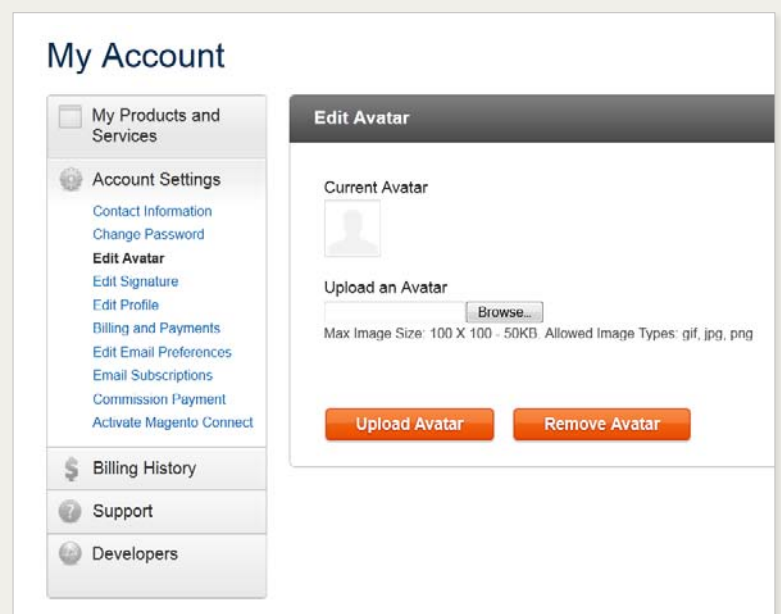 My Account
My Products and
Services
Account Settings
Contact Information
Change Password
Edit Avatar
Edit Signature
Edit Profile
Billing and Payments
Edit Email Preferences
Email Subscriptions
Commission Payment
Activate Magento Connect
$ Billing History
? Support
Developers
Edit Avatar
Current Avatar
Upload an Avatar
Browse...
Max Image Size: 100 X 100 - 50KB. Allowed Image Types: gif, jpg, png
Upload Avatar
Remove Avatar